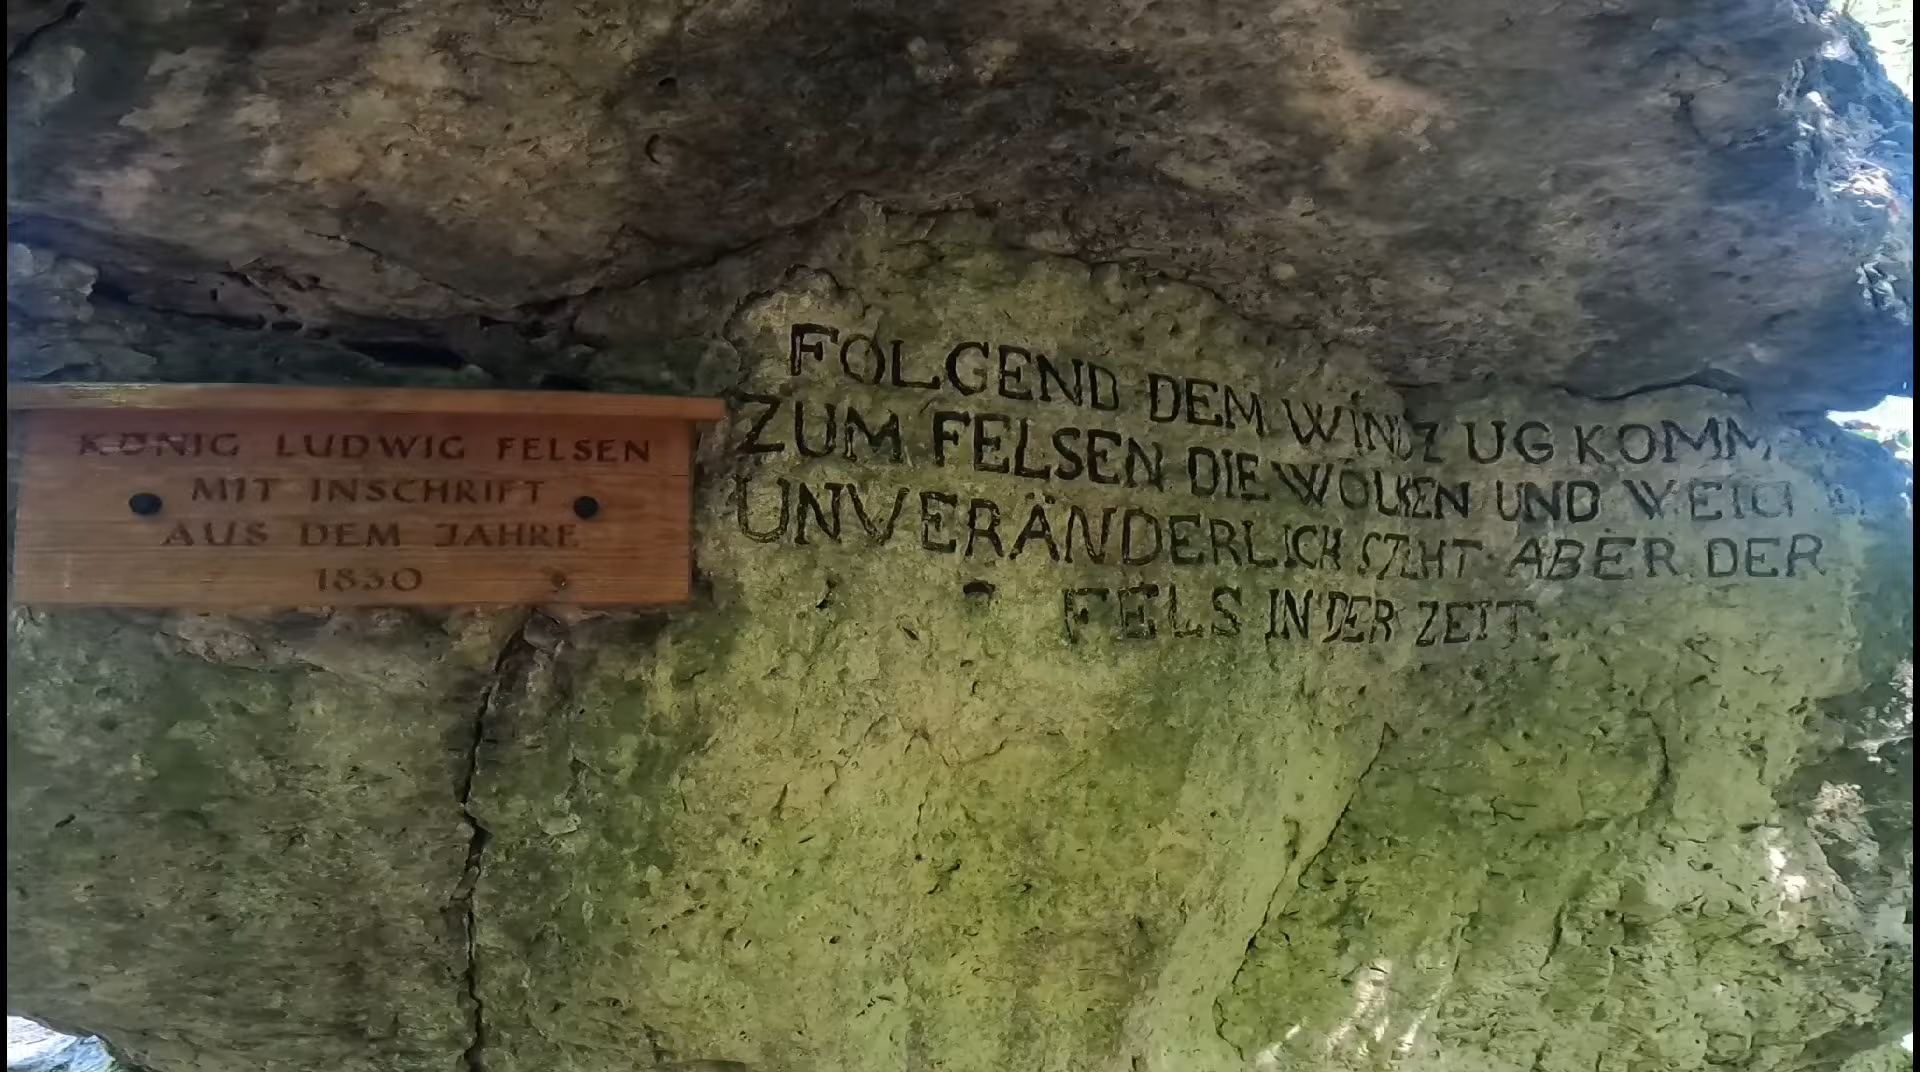 KÖNIG LUDWIG FELSEN
MIT INSCHRIFT
AUS DEM JAHRE
1830
FOLGEND DEM WINDZUG KOMM
ZUM FELSEN DIE WOLKEN UND
UNVERÄNDERLICH STEHT ABER DER
FELS IN DER ZEIT.